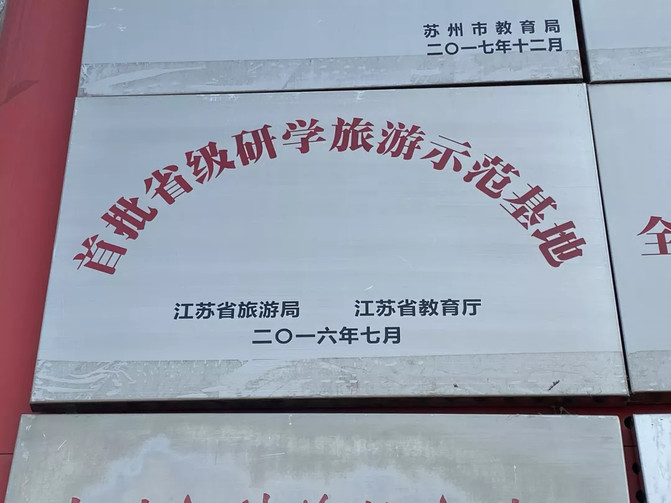 苏州市教育局
二〇一七年十二月
首批省级研学旅游示范基地
全
江苏省旅游局 江苏省教育厅
二〇一六年七月